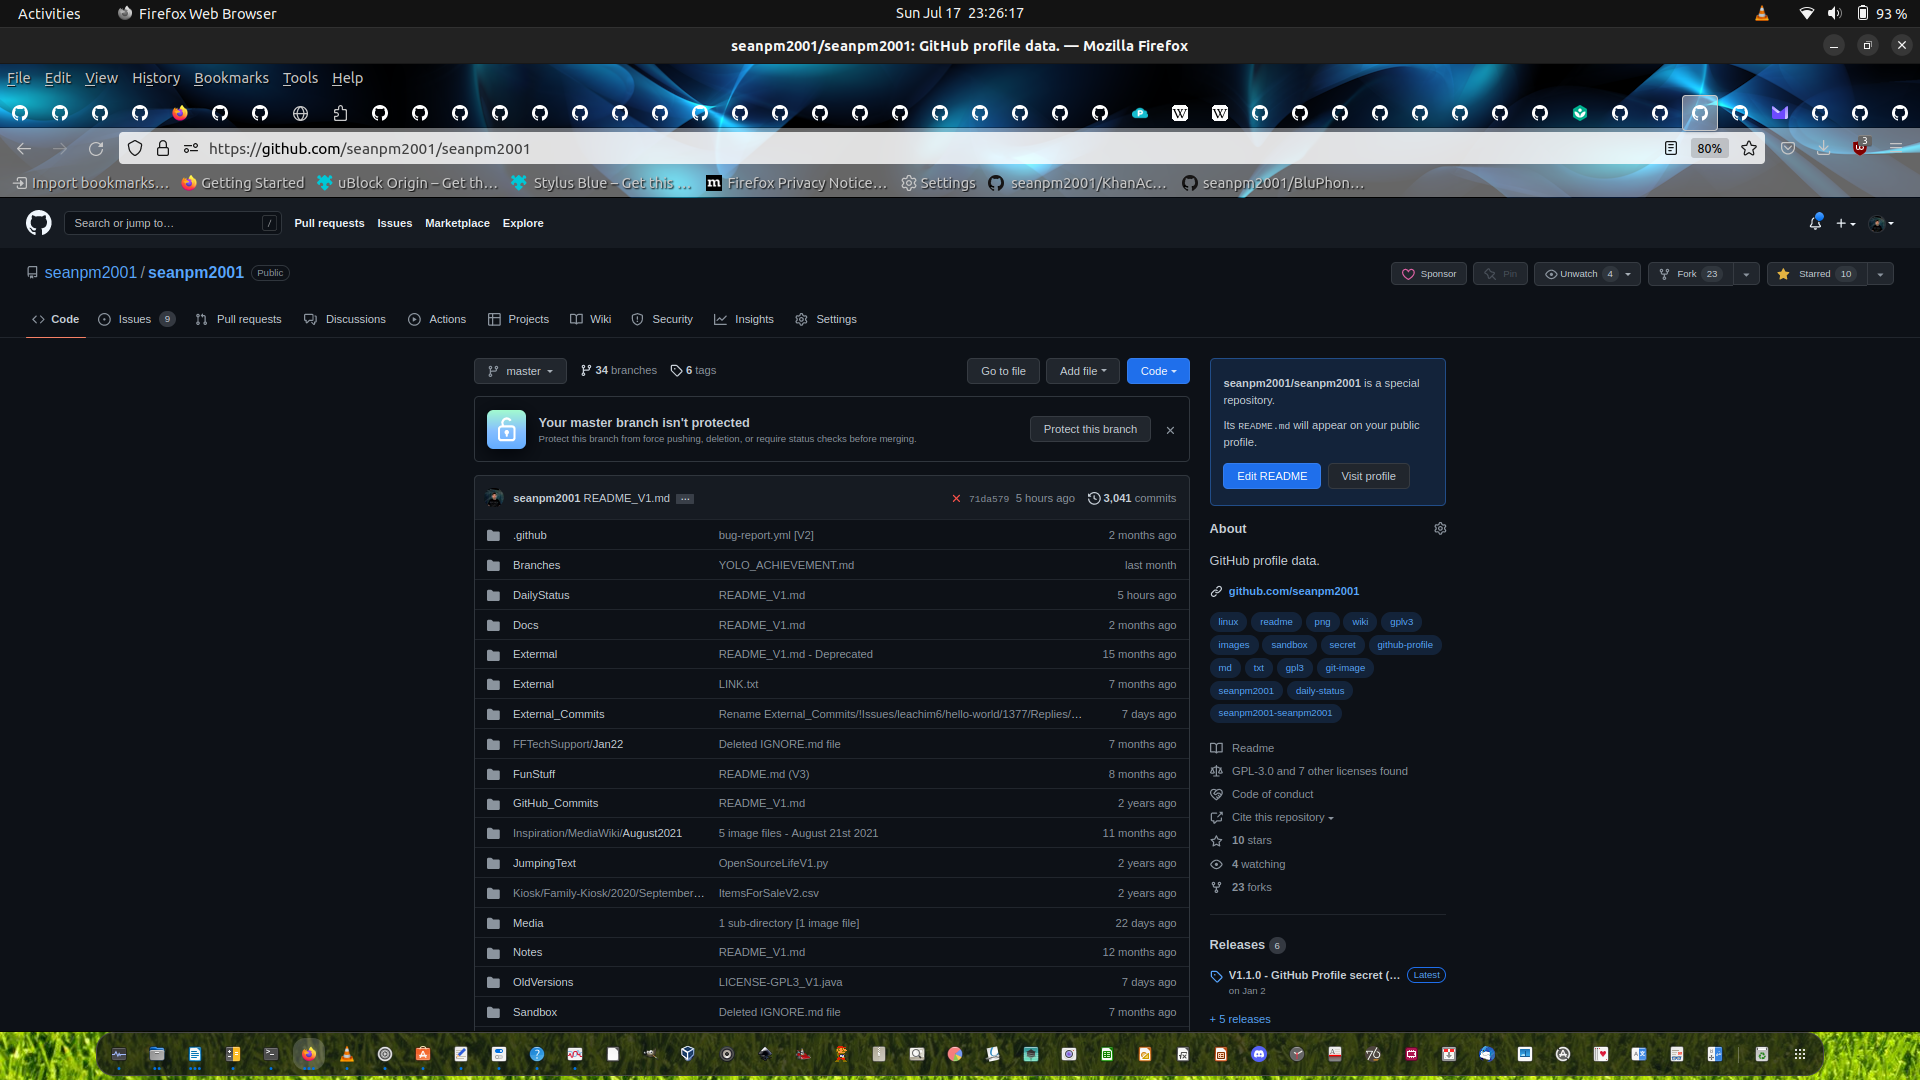 Activities
Firefox Web Browser
Sun Jul 17 23:26:17
93 %
seanpm2001/seanpm2001: GitHub profile data. — Mozilla Firefox
File Edit View History Bookmarks Tools Help
https://github.com/seanpm2001/seanpm2001
80%
3
Import bookmarks… Getting Started uBlock Origin – Get th… Stylus Blue – Get this … Firefox Privacy Notice… Settings seanpm2001/KhanAc… seanpm2001/BluPhon…
Search or jump to… /
Pull requests Issues Marketplace Explore
seanpm2001 / seanpm2001 Public
Sponsor Pin Unwatch 4 Fork 23 Starred 10
Code Issues 9 Pull requests Discussions Actions Projects Wiki Security Insights Settings
master 34 branches 6 tags
Go to file Add file Code
Your master branch isn't protected
Protect this branch from force pushing, deletion, or require status checks before merging.
Protect this branch
seanpm2001 README_V1.md ... 71da579 5 hours ago 3,041 commits
.github bug-report.yml [V2] 2 months ago
Branches YOLO_ACHIEVEMENT.md last month
DailyStatus README_V1.md 5 hours ago
Docs README_V1.md 2 months ago
Extermal README_V1.md - Deprecated 15 months ago
External LINK.txt 7 months ago
External_Commits Rename External_Commits/!Issues/leachim6/hello-world/1377/Replies/… 7 days ago
FFTechSupport/Jan22 Deleted IGNORE.md file 7 months ago
FunStuff README.md (V3) 8 months ago
GitHub_Commits README_V1.md 2 years ago
Inspiration/MediaWiki/August2021 5 image files - August 21st 2021 11 months ago
JumpingText OpenSourceLifeV1.py 2 years ago
Kiosk/Family-Kiosk/2020/September… ItemsForSaleV2.csv 2 years ago
Media 1 sub-directory [1 image file] 22 days ago
Notes README_V1.md 12 months ago
OldVersions LICENSE-GPL3_V1.java 7 days ago
Sandbox Deleted IGNORE.md file 7 months ago
seanpm2001/seanpm2001 is a special
repository.
Its README.md will appear on your public
profile.
Edit README Visit profile
About
GitHub profile data.
github.com/seanpm2001
linux readme png wiki gplv3
images sandbox secret github-profile
md txt gpl3 git-image
seanpm2001 daily-status
seanpm2001-seanpm2001
Readme
GPL-3.0 and 7 other licenses found
Code of conduct
Cite this repository
10 stars
4 watching
23 forks
Releases 6
V1.1.0 - GitHub Profile secret (... Latest
on Jan 2
+ 5 releases